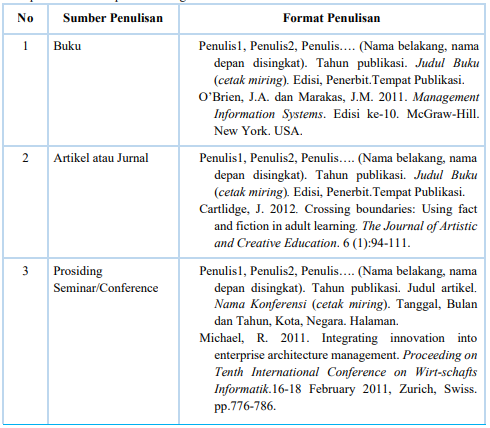 No Sumber Penulisan Format Penulisan
1 Buku Penulis1, Penulis2, Penulis…. (Nama belakang, nama
depan disingkat). Tahun publikasi. Judul Buku
(cetak miring). Edisi, Penerbit.Tempat Publikasi.
O’Brien, J.A. dan Marakas, J.M. 2011. Management
Information Systems. Edisi ke-10. McGraw-Hill.
New York. USA.
2 Artikel atau Jurnal Penulis1, Penulis2, Penulis…. (Nama belakang, nama
depan disingkat). Tahun publikasi. Judul Buku
(cetak miring). Edisi, Penerbit.Tempat Publikasi.
Cartlidge, J. 2012. Crossing boundaries: Using fact
and fiction in adult learning. The Journal of Artistic
and Creative Education. 6 (1):94-111.
3 Prosiding Penulis1, Penulis2, Penulis…. (Nama belakang, nama
Seminar/Conference depan disingkat). Tahun publikasi. Judul artikel.
Nama Konferensi (cetak miring). Tanggal, Bulan
dan Tahun, Kota, Negara. Halaman.
Michael, R. 2011. Integrating innovation into
enterprise architecture management. Proceeding on
Tenth International Conference on Wirt-schafts
Informatik.16-18 February 2011, Zurich, Swiss.
pp.776-786.